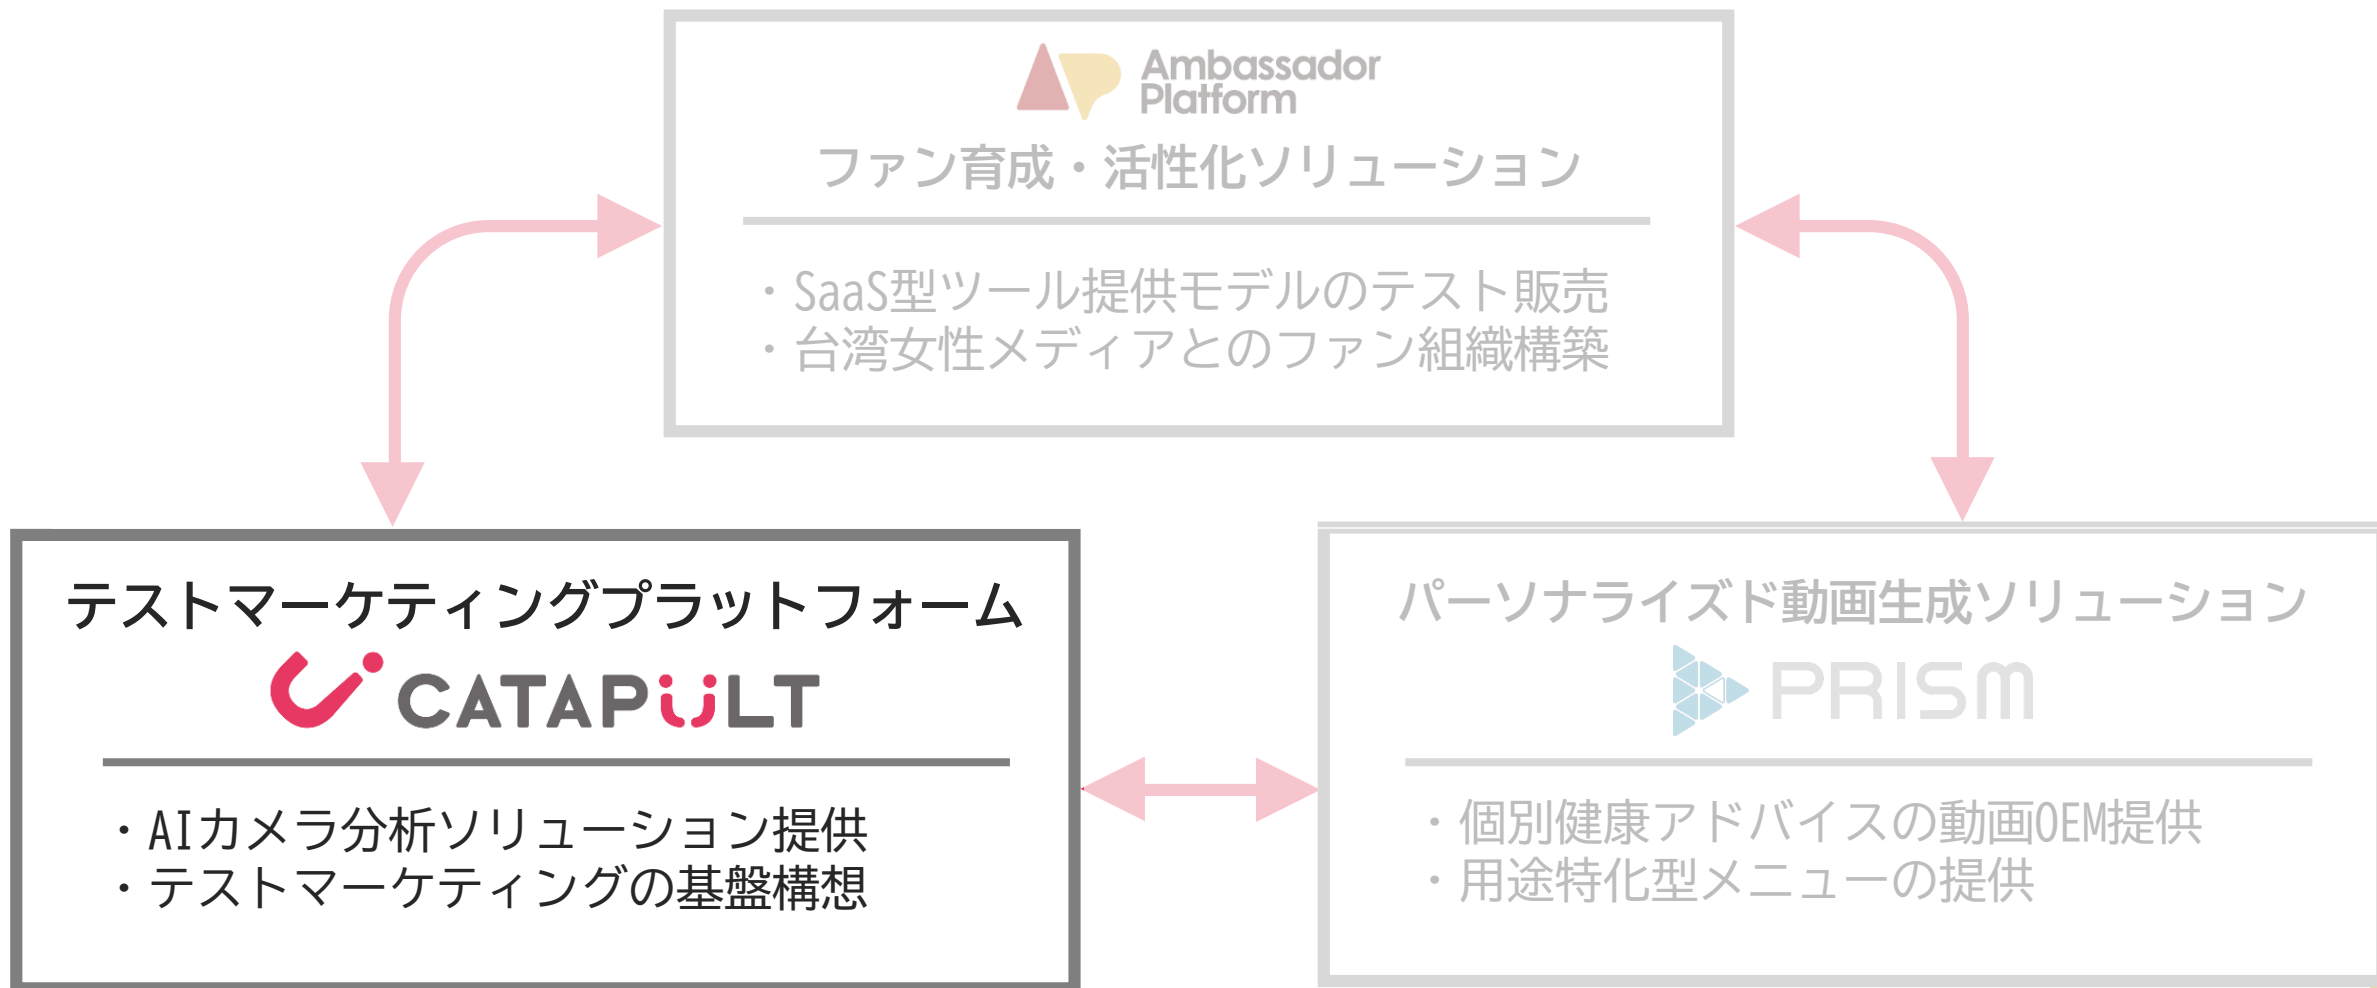 Ambassador
Platform
ファン育成・活性化ソリューション
・SaaS型ツール提供モデルのテスト販売
・台湾女性メディアとのファン組織構築
テストマーケティングプラットフォーム
CATAPULT
・AIカメラ分析ソリューション提供
・テストマーケティングの基盤構想
パーソナライズド動画生成ソリューション
PRISM
・個別健康アドバイスの動画OEM提供
・用途特化型メニューの提供